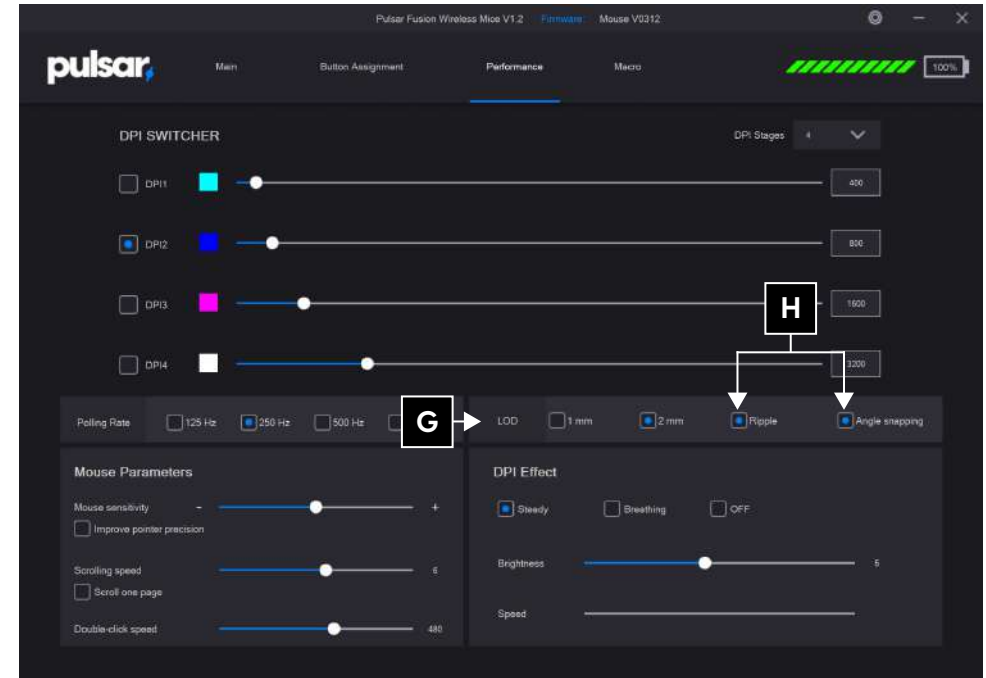 Pulsar Fusion Wireless Mice V1.2 Firmware: Mouse V0312
pulsar Main Button Assignment Performance Macro 100%
DPI SWITCHER DPI Stages 4
DPI1 400
DPI2 800
DPI3 1600
H
DPI4 3200
Polling Rate 125 Hz 250 Hz 500 Hz G LOD 1 mm 2 mm Ripple Angle snapping
Mouse Parameters
Mouse sensitivity - +
Improve pointer precision
Scrolling speed 6
Scroll one page
Double-click speed 480
DPI Effect
Steady Breathing OFF
Brightness 5
Speed